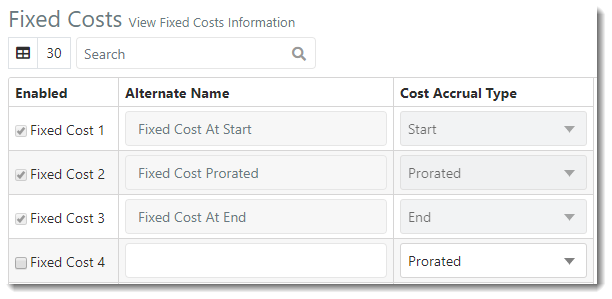 Fixed Costs View Fixed Costs Information
30 Search
Enabled Alternate Name Cost Accrual Type
Fixed Cost 1 Fixed Cost At Start Start
Fixed Cost 2 Fixed Cost Prorated Prorated
Fixed Cost 3 Fixed Cost At End End
Fixed Cost 4 Prorated